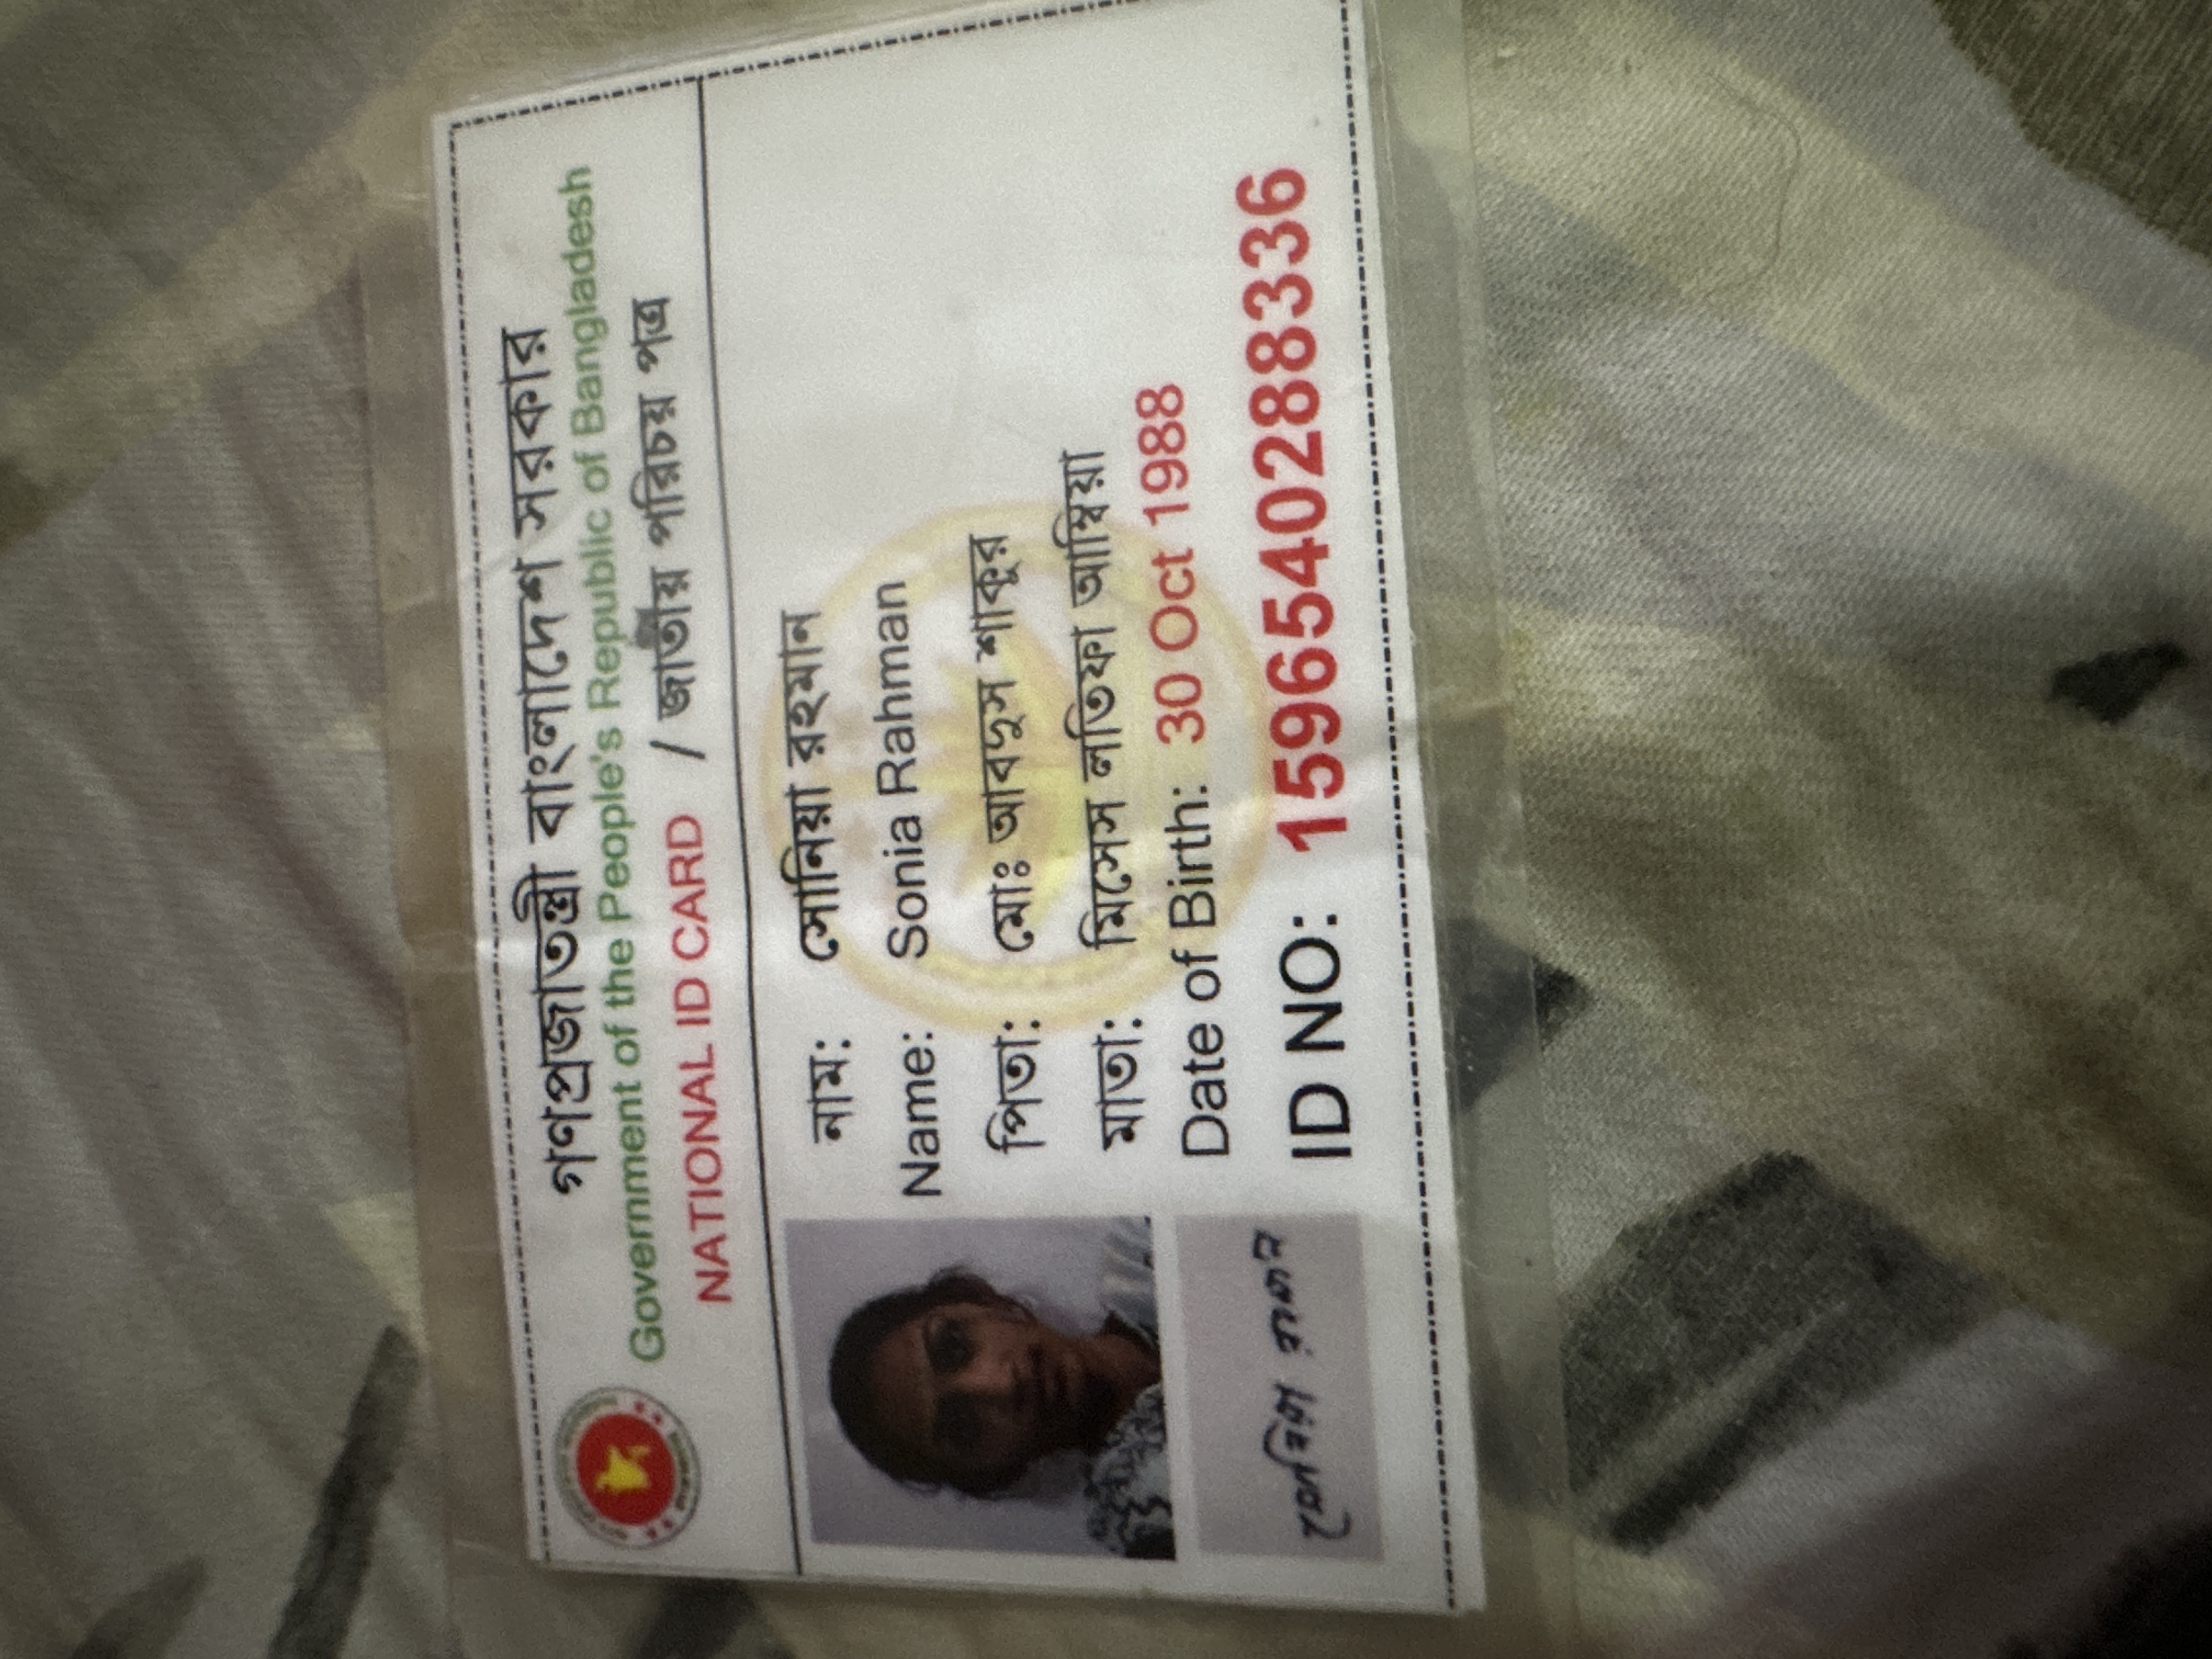 গণপ্রজাতন্ত্রী বাংলাদেশ সরকার
Government of the People's Republic of Bangladesh
NATIONAL ID CARD / জাতীয় পরিচয় পত্র
নাম: সোনিয়া রহমান
Name: Sonia Rahman
পিতা: মোঃ আবদুস শাকুর
মাতা: মিসেস লতিফা আম্বিয়া
Date of Birth: 30 Oct 1988
সোনিয়া রহমান
ID NO: 1596540288336